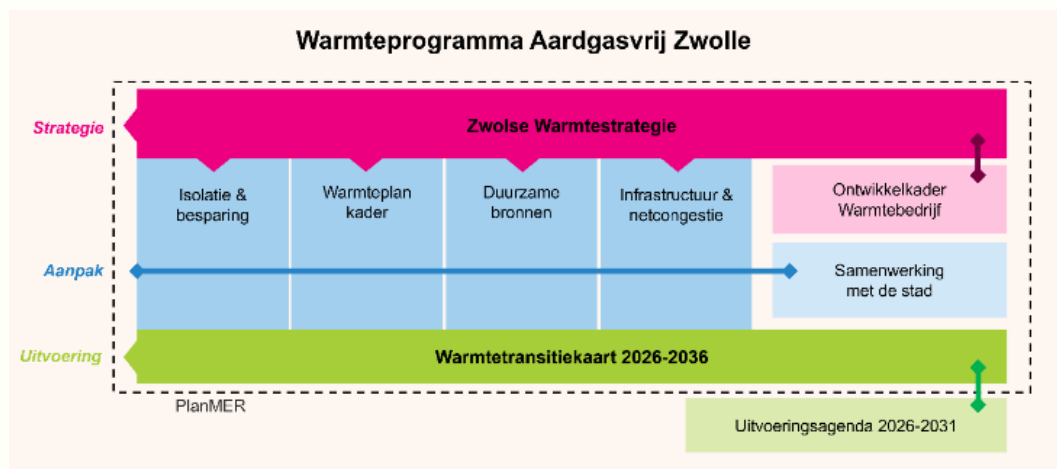 Warmteprogramma Aardgasvrij Zwolle
Strategie
Zwolse Warmtestrategie
Isolatie &
besparing
Warmteplan
kader
Duurzame
bronnen
Infrastructuur &
netcongestie
Ontwikkelkader
Warmtebedrijf
Aanpak
Samenwerking
met de stad
Uitvoering
Warmtetransitiekaart 2026-2036
PlanMER
Uitvoeringsagenda 2026-2031